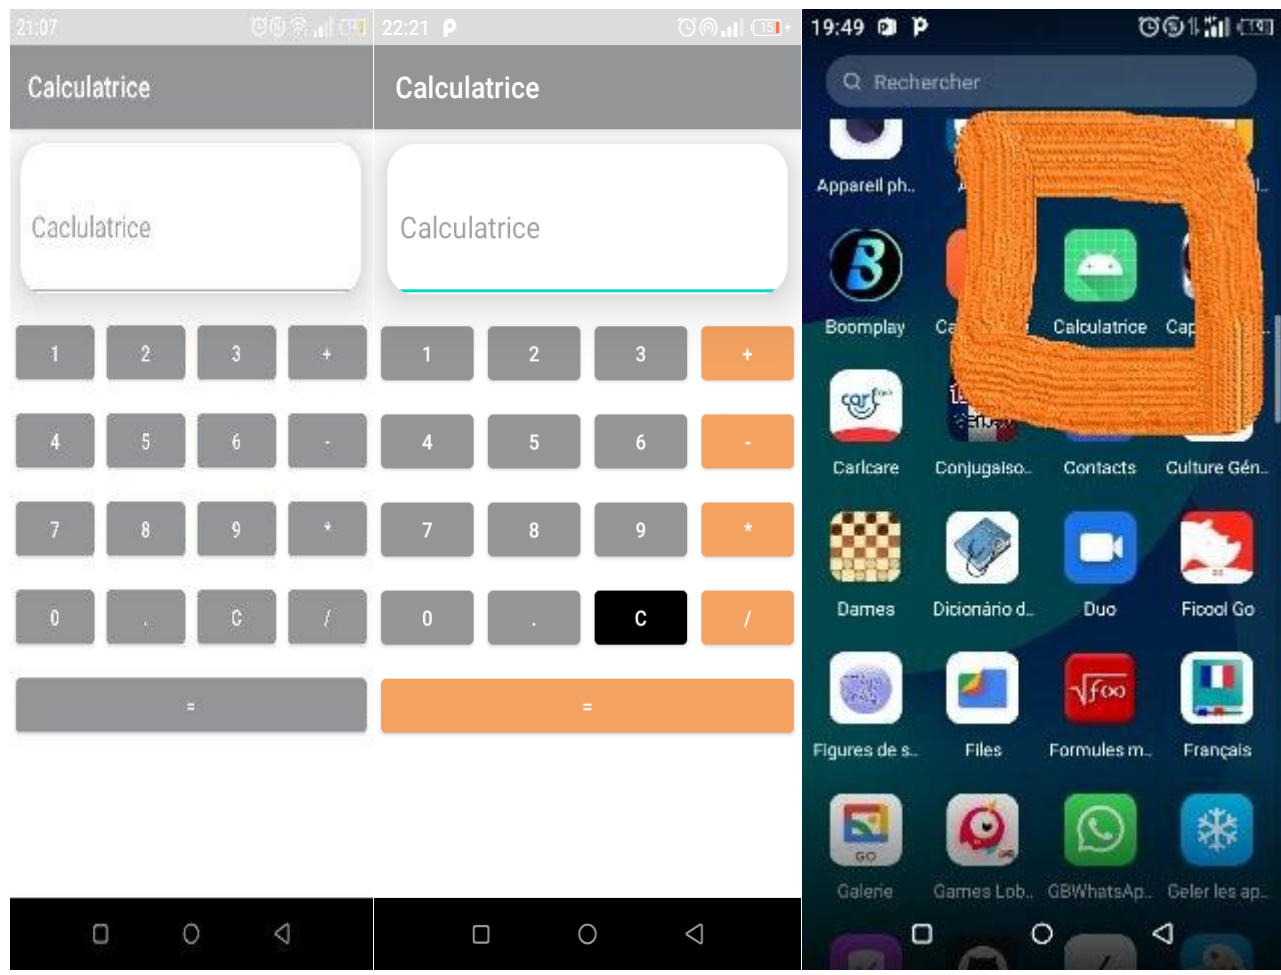 21:07
Calculatrice
Caclulatrice
1 2 3 +
4 5 6 -
7 8 9 *
0 . C /
=
22:21
Calculatrice
Calculatrice
1 2 3 +
4 5 6 -
7 8 9 *
0 . C /
=
19:49
Rechercher
Appareil ph..
Boomplay
Calculatrice
Cap
Carlcare
Conjugaiso..
Contacts
Culture Gén..
Dames
Dicionário d..
Duo
Ficool Go
Figures de s..
Files
√f(x)
Formules m..
Français
GO
Galerie
Games Lob..
GBWhatsAp..
Geler les ap..